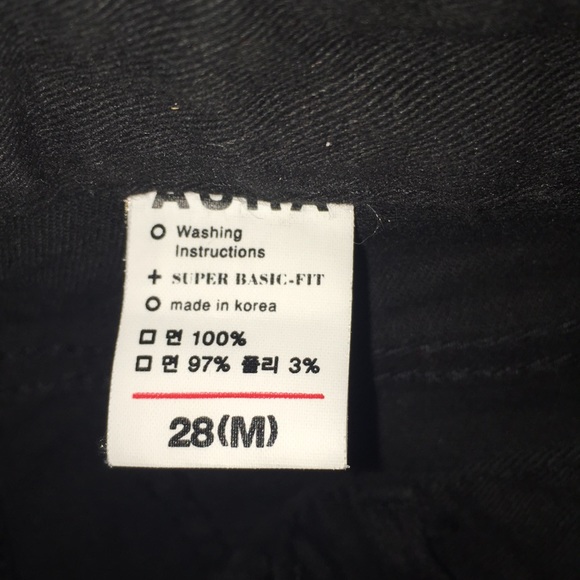 Washing
Instructions
+ SUPER BASIC-FIT
made in korea
면 100%
면 97% 폴리 3%
28(M)